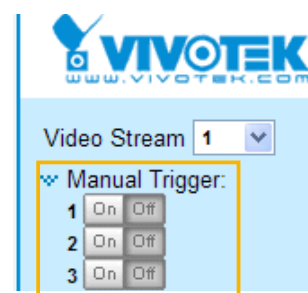 VIVOTEK
www.vivotek.com
Video Stream 1
Manual Trigger:
1 On Off
2 On Off
3 On Off